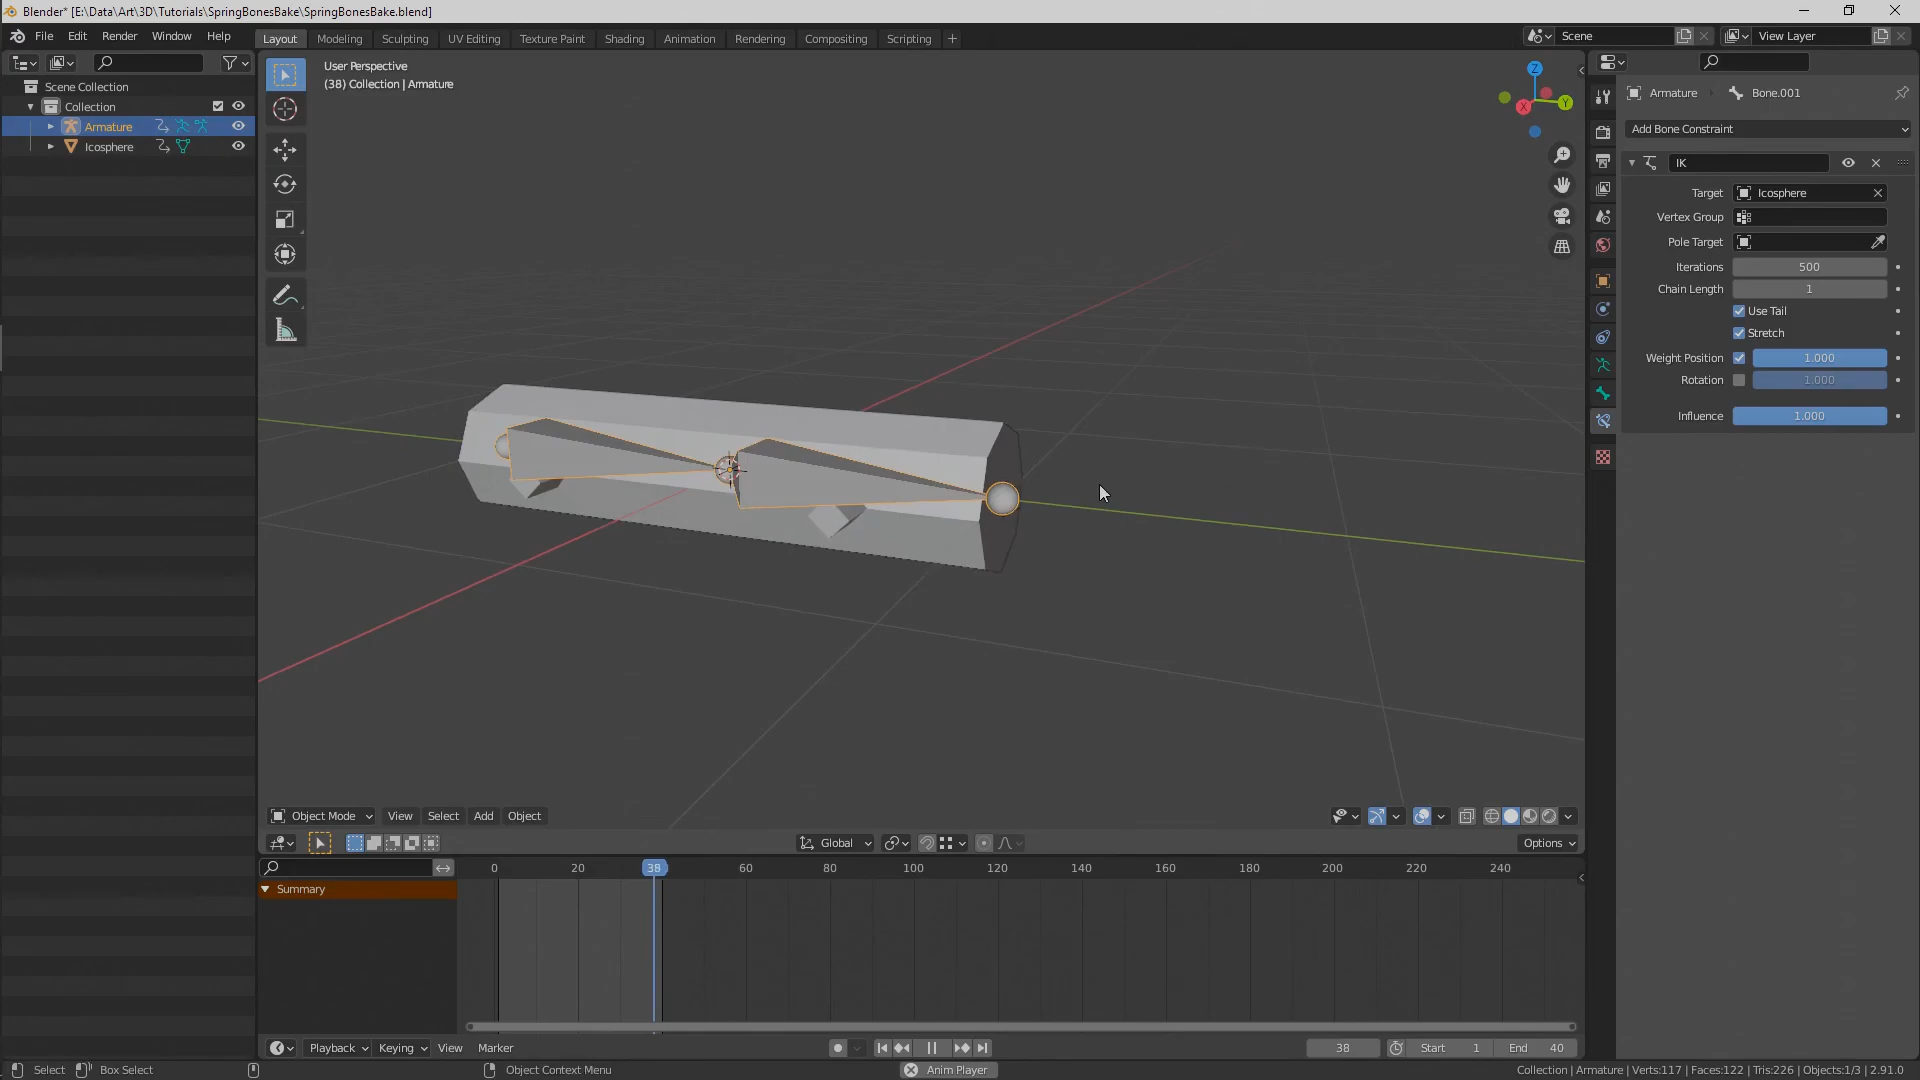 Blender* [E:\Data\Art\3D\Tutorials\SpringBonesBake\SpringBonesBake.blend]
File Edit Render Window Help
Layout Modeling Sculpting UV Editing Texture Paint Shading Animation Rendering Compositing Scripting +
Scene
View Layer
Scene Collection
Collection
Armature
Icosphere
User Perspective
(38) Collection | Armature
Z
Y
X
Armature
Bone.001
Add Bone Constraint
IK
Target Icosphere
Vertex Group
Pole Target
Iterations 500
Chain Length 1
Use Tail
Stretch
Weight Position 1.000
Rotation 1.000
Influence 1.000
Object Mode View Select Add Object
Global
Options
0 20 38 60 80 100 120 140 160 180 200 220 240
Summary
Playback Keying View Marker
38
Start 1
End 40
Select
Box Select
Object Context Menu
Anim Player
Collection | Armature | Verts:117 | Faces:122 | Tris:226 | Objects:1/3 | 2.91.0